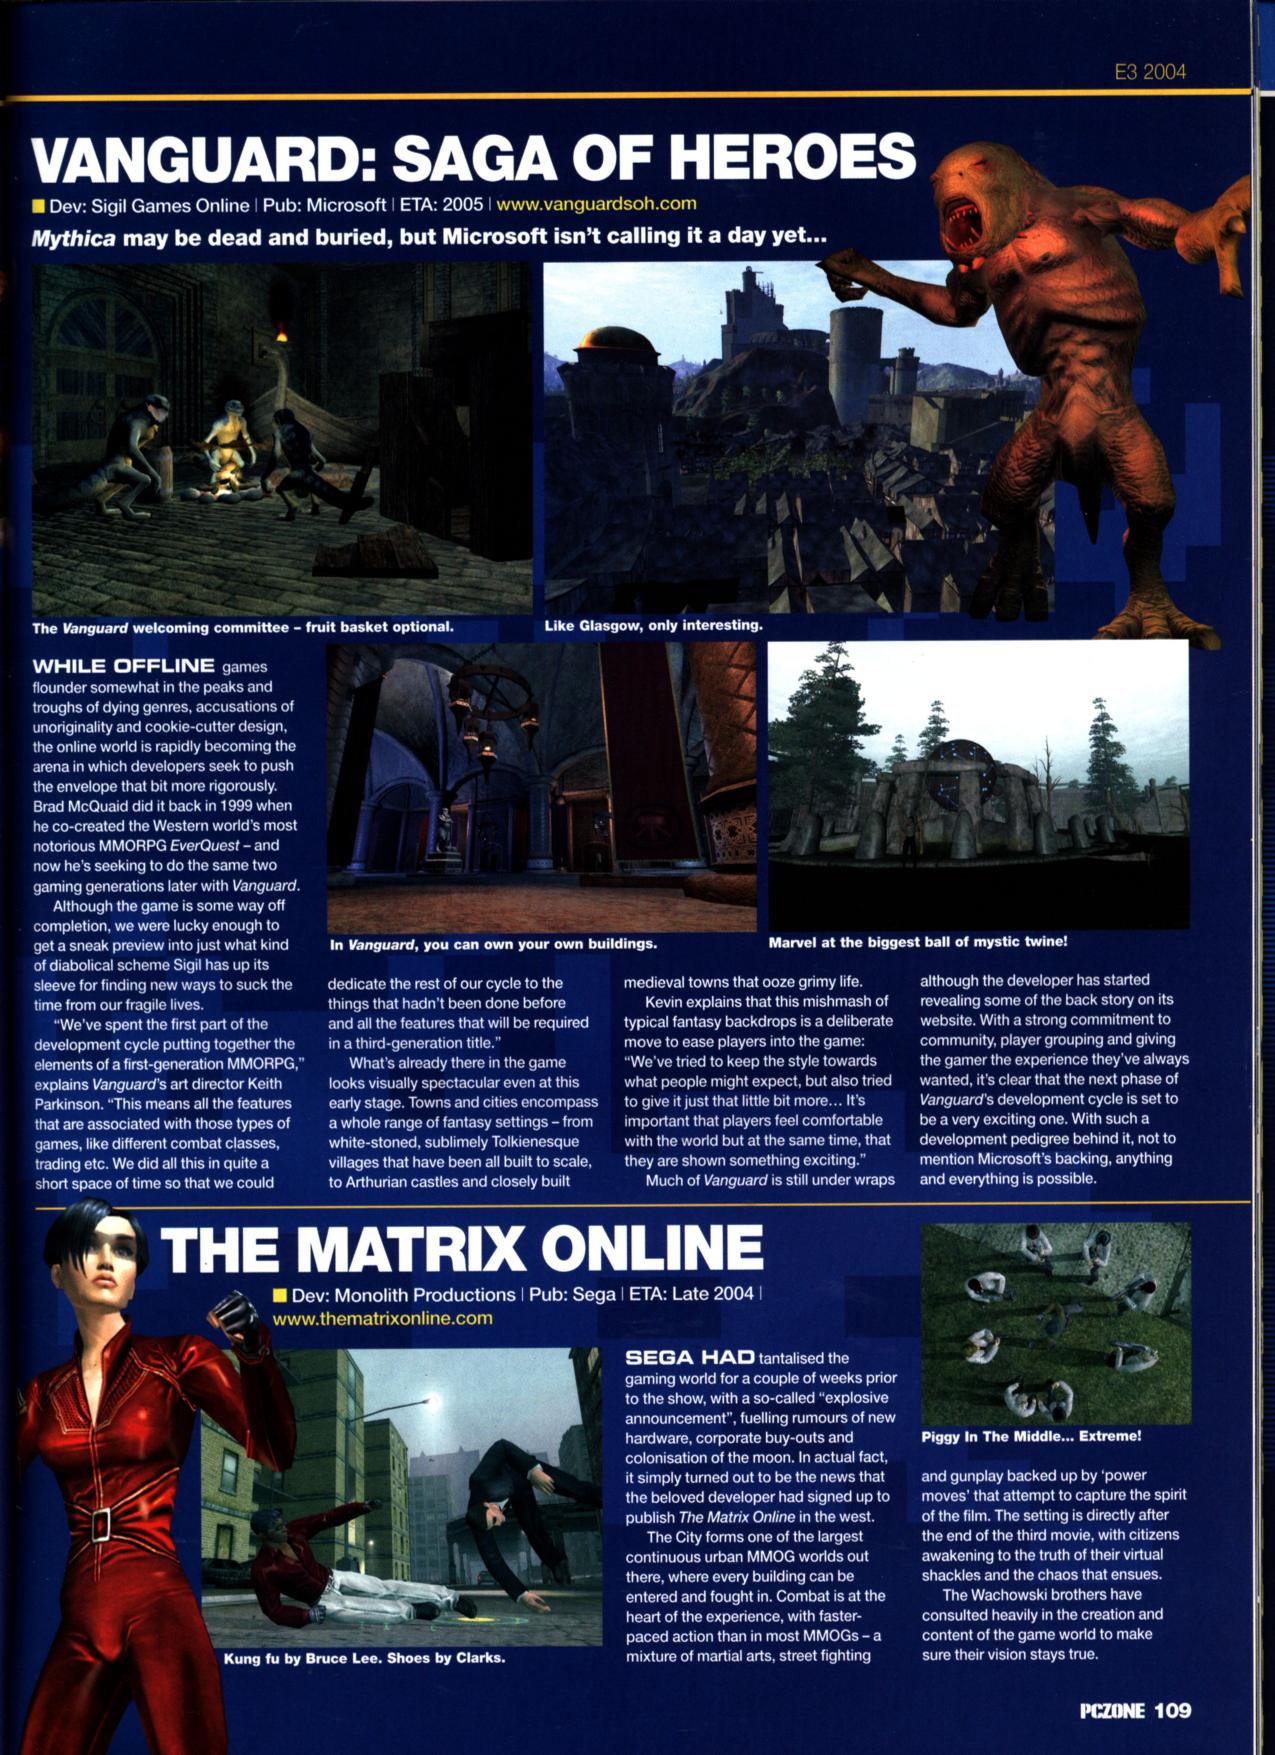 E3 2004
VANGUARD: SAGA OF HEROES
Dev: Sigil Games Online | Pub: Microsoft | ETA: 2005 | www.vanguardsoh.com
Mythica may be dead and buried, but Microsoft isn't calling it a day yet...
The Vanguard welcoming committee – fruit basket optional.
Like Glasgow, only interesting.
WHILE OFFLINE games
flounder somewhat in the peaks and
troughs of dying genres, accusations of
unoriginality and cookie-cutter design,
the online world is rapidly becoming the
arena in which developers seek to push
the envelope that bit more rigorously.
Brad McQuaid did it back in 1999 when
he co-created the Western world's most
notorious MMORPG EverQuest – and
now he's seeking to do the same two
gaming generations later with Vanguard.
Although the game is some way off
completion, we were lucky enough to
get a sneak preview into just what kind
of diabolical scheme Sigil has up its
sleeve for finding new ways to suck the
time from our fragile lives.
"We've spent the first part of the
development cycle putting together the
elements of a first-generation MMORPG,"
explains Vanguard's art director Keith
Parkinson. "This means all the features
that are associated with those types of
games, like different combat classes,
trading etc. We did all this in quite a
short space of time so that we could
In Vanguard, you can own your own buildings.
Marvel at the biggest ball of mystic twine!
dedicate the rest of our cycle to the
things that hadn't been done before
and all the features that will be required
in a third-generation title."
What's already there in the game
looks visually spectacular even at this
early stage. Towns and cities encompass
a whole range of fantasy settings – from
white-stoned, sublimely Tolkienesque
villages that have been all built to scale,
to Arthurian castles and closely built
medieval towns that ooze grimy life.
Kevin explains that this mishmash of
typical fantasy backdrops is a deliberate
move to ease players into the game:
"We've tried to keep the style towards
what people might expect, but also tried
to give it just that little bit more... It's
important that players feel comfortable
with the world but at the same time, that
they are shown something exciting."
Much of Vanguard is still under wraps
although the developer has started
revealing some of the back story on its
website. With a strong commitment to
community, player grouping and giving
the gamer the experience they've always
wanted, it's clear that the next phase of
Vanguard's development cycle is set to
be a very exciting one. With such a
development pedigree behind it, not to
mention Microsoft's backing, anything
and everything is possible.
THE MATRIX ONLINE
Dev: Monolith Productions | Pub: Sega | ETA: Late 2004 |
www.thematrixonline.com
Kung fu by Bruce Lee. Shoes by Clarks.
SEGA HAD tantalised the
gaming world for a couple of weeks prior
to the show, with a so-called "explosive
announcement", fuelling rumours of new
hardware, corporate buy-outs and
colonisation of the moon. In actual fact,
it simply turned out to be the news that
the beloved developer had signed up to
publish The Matrix Online in the west.
The City forms one of the largest
continuous urban MMOG worlds out
there, where every building can be
entered and fought in. Combat is at the
heart of the experience, with faster-
paced action than in most MMOGs – a
mixture of martial arts, street fighting
Piggy In The Middle... Extreme!
and gunplay backed up by 'power
moves' that attempt to capture the spirit
of the film. The setting is directly after
the end of the third movie, with citizens
awakening to the truth of their virtual
shackles and the chaos that ensues.
The Wachowski brothers have
consulted heavily in the creation and
content of the game world to make
sure their vision stays true.
PCZONE 109